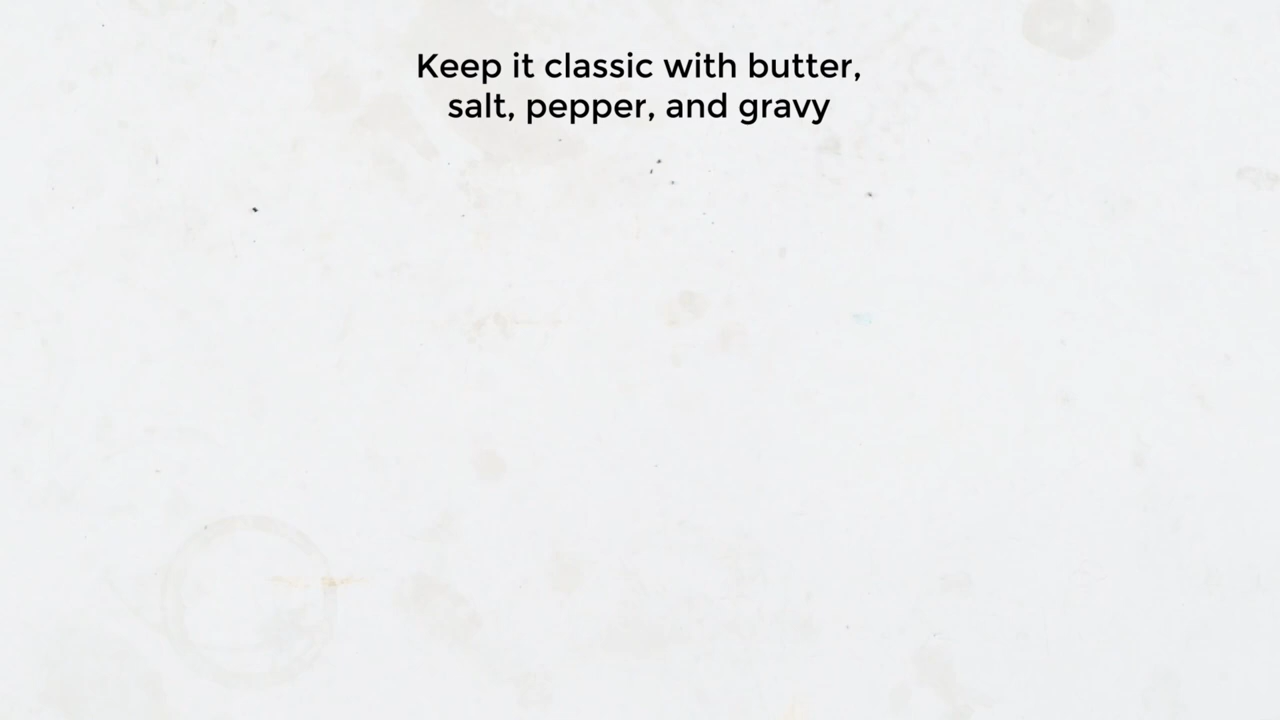 Keep it classic with butter,
salt, pepper, and gravy